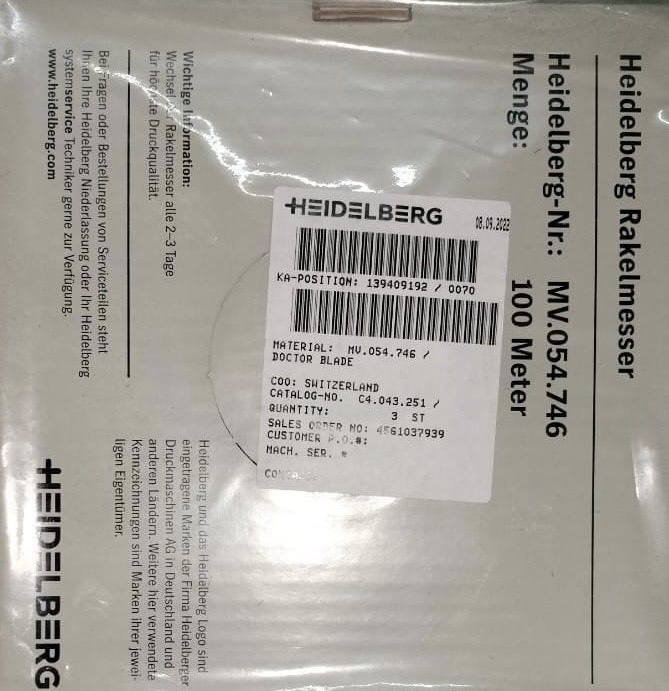 Heidelberg Rakelmesser
Heidelberg-Nr.: MV.054.746
Menge: 100 Meter
HEIDELBERG
08.09.2022
KA-POSITION: 139409192 / 0070
MATERIAL: MV.054.746 /
DOCTOR BLADE
COO: SWITZERLAND
CATALOG-NO. C4.043.251 /
QUANTITY: 3 ST
SALES ORDER NO: 4561037939
CUSTOMER P.O.#:
MACH. SER. #
Wichtige Information:
Wechsel Rakelmesser alle 2–3 Tage
für höchste Druckqualität.
Bei Fragen oder Bestellungen von Serviceteilen steht
Ihnen Ihre Heidelberg Niederlassung oder Ihr Heidelberg
systemservice Techniker gerne zur Verfügung.
www.heidelberg.com
Heidelberg und das Heidelberg Logo sind
eingetragene Marken der Firma Heidelberger
Druckmaschinen AG in Deutschland und
anderen Ländern. Weitere hier verwendete
Kennzeichnungen sind Marken ihrer jewei-
ligen Eigentümer.
HEIDELBERG